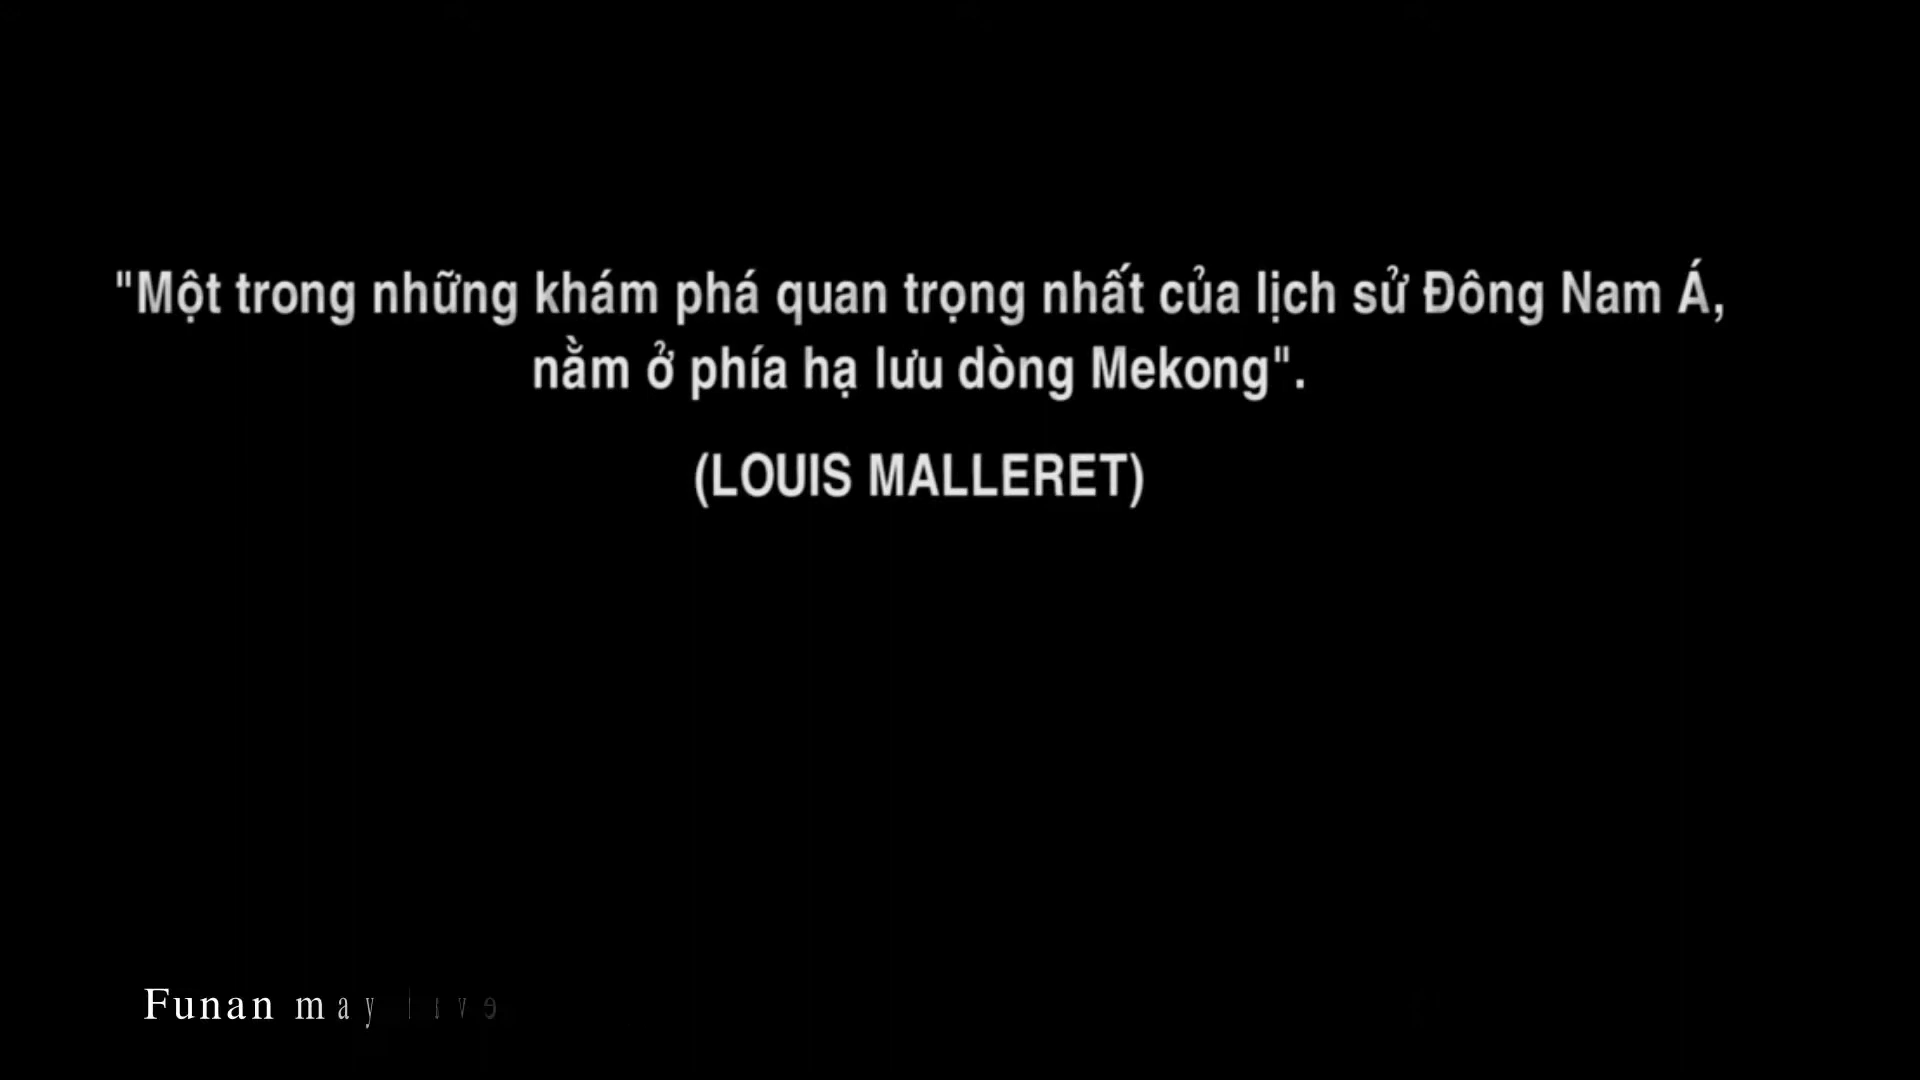 "Một trong những khám phá quan trọng nhất của lịch sử Đông Nam Á,
nằm ở phía hạ lưu dòng Mekong".
(LOUIS MALLERET)
Funan may